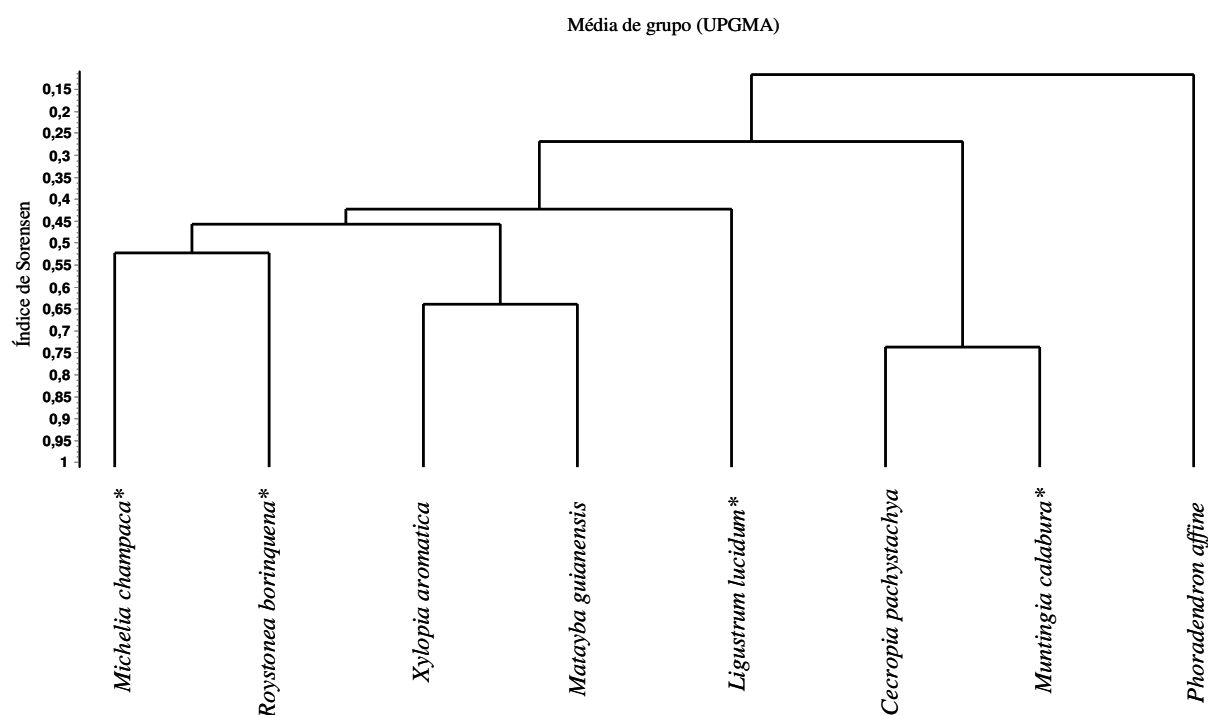 Média de grupo (UPGMA)
Índice de Sorensen
0,15
0,2
0,25
0,3
0,35
0,4
0,45
0,5
0,55
0,6
0,65
0,7
0,75
0,8
0,85
0,9
0,95
1
Michelia champaca*
Roystonea borinquena*
Xylopia aromatica
Matayba guianensis
Ligustrum lucidum*
Cecropia pachystachya
Muntingia calabura*
Phoradendron affine